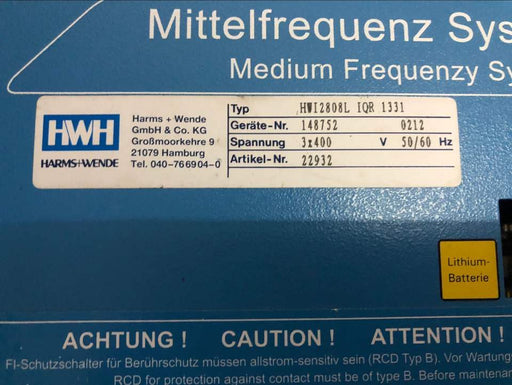 Mittelfrequenz Sys
Medium Frequenzy Sy
HWH
HARMS+WENDE
Harms + Wende
GmbH & Co. KG
Großmoorkehre 9
21079 Hamburg
Tel. 040-766904-0
Typ HWI2808L IQR 1331
Geräte-Nr. 148752 0212
Spannung 3x400 V 50/60 Hz
Artikel-Nr. 22932
Lithium-
Batterie
ACHTUNG ! CAUTION ! ATTENTION !
FI-Schutzschalter für Berührschutz müssen allstrom-sensitiv sein (RCD Typ B). Vor Wartung
RCD for protection against contact must be of type B. Before maintenan